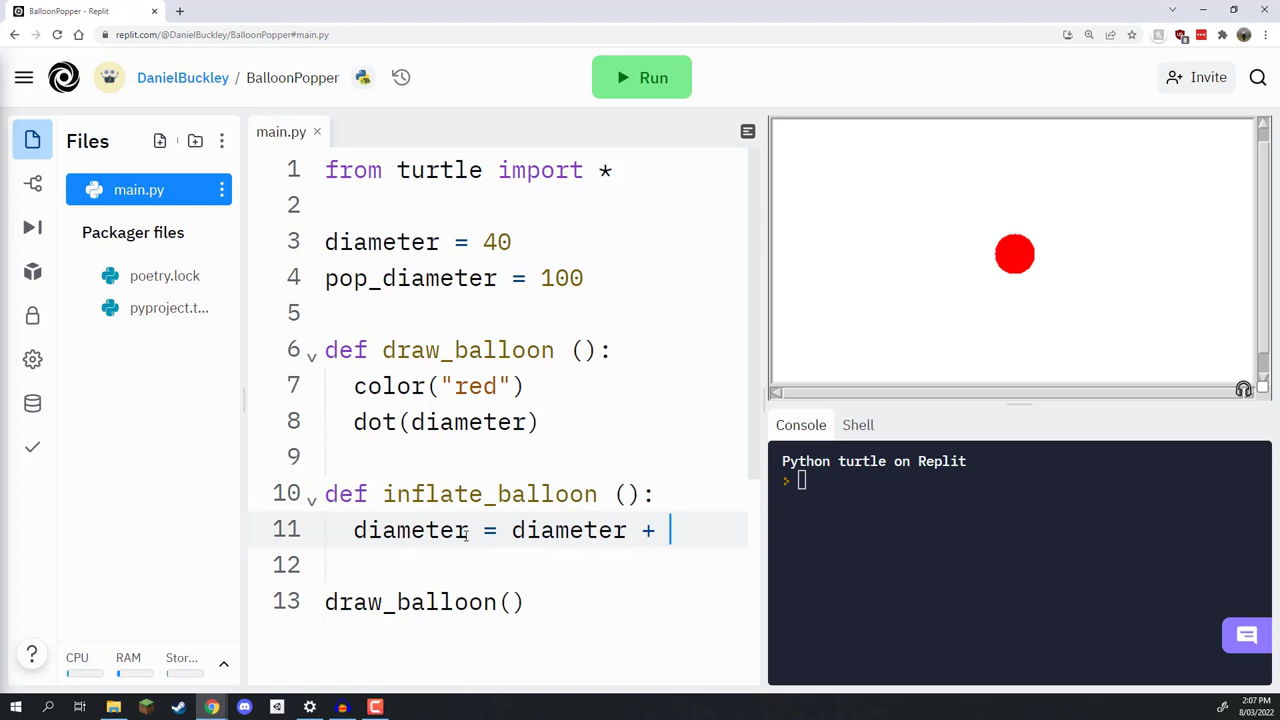 BalloonPopper - Replit
replit.com/@DanielBuckley/BalloonPopper#main.py
DanielBuckley / BalloonPopper
Run
Invite
Files
main.py
Packager files
poetry.lock
pyproject.t...
CPU
RAM
Stor...
main.py
1 from turtle import *
2
3 diameter = 40
4 pop_diameter = 100
5
6 def draw_balloon ():
7 color("red")
8 dot(diameter)
9
10 def inflate_balloon ():
11 diameter = diameter +
12
13 draw_balloon()
Console
Shell
Python turtle on Replit
2:07 PM
8/03/2022